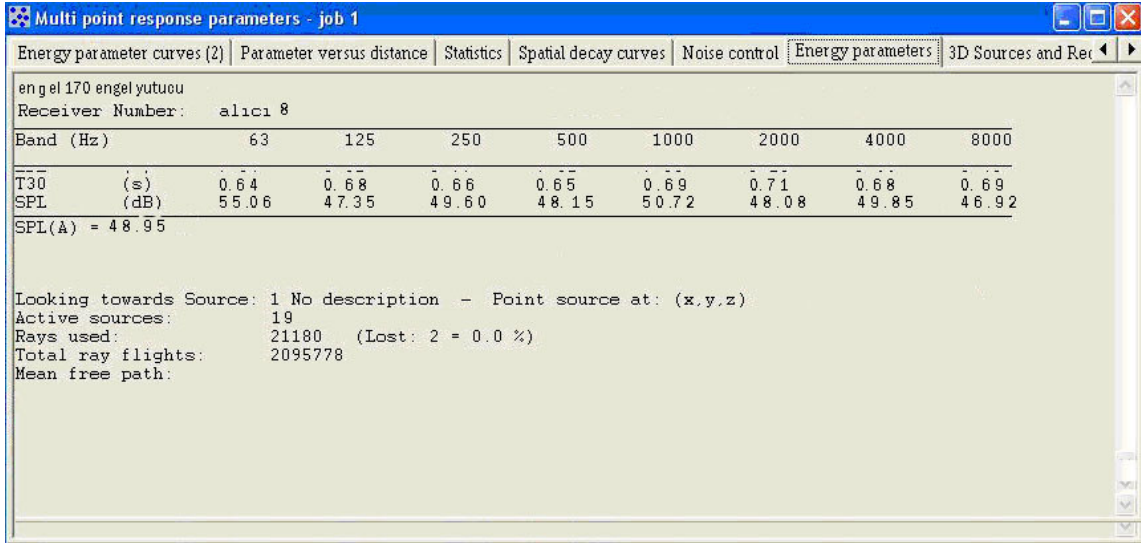 Multi point response parameters - job 1
Energy parameter curves (2) Parameter versus distance Statistics Spatial decay curves Noise control Energy parameters 3D Sources and Rec
engel 170 engel yutucu
Receiver Number: alıcı 8
Band (Hz) 63 125 250 500 1000 2000 4000 8000
T30 (s) 0.64 0.68 0.66 0.65 0.69 0.71 0.68 0.69
SPL (dB) 55.06 47.35 49.60 48.15 50.72 48.08 49.85 46.92
SPL(A) = 48.95
Looking towards Source: 1 No description - Point source at: (x,y,z)
Active sources: 19
Rays used: 21180 (Lost: 2 = 0.0 %)
Total ray flights: 2095778
Mean free path: